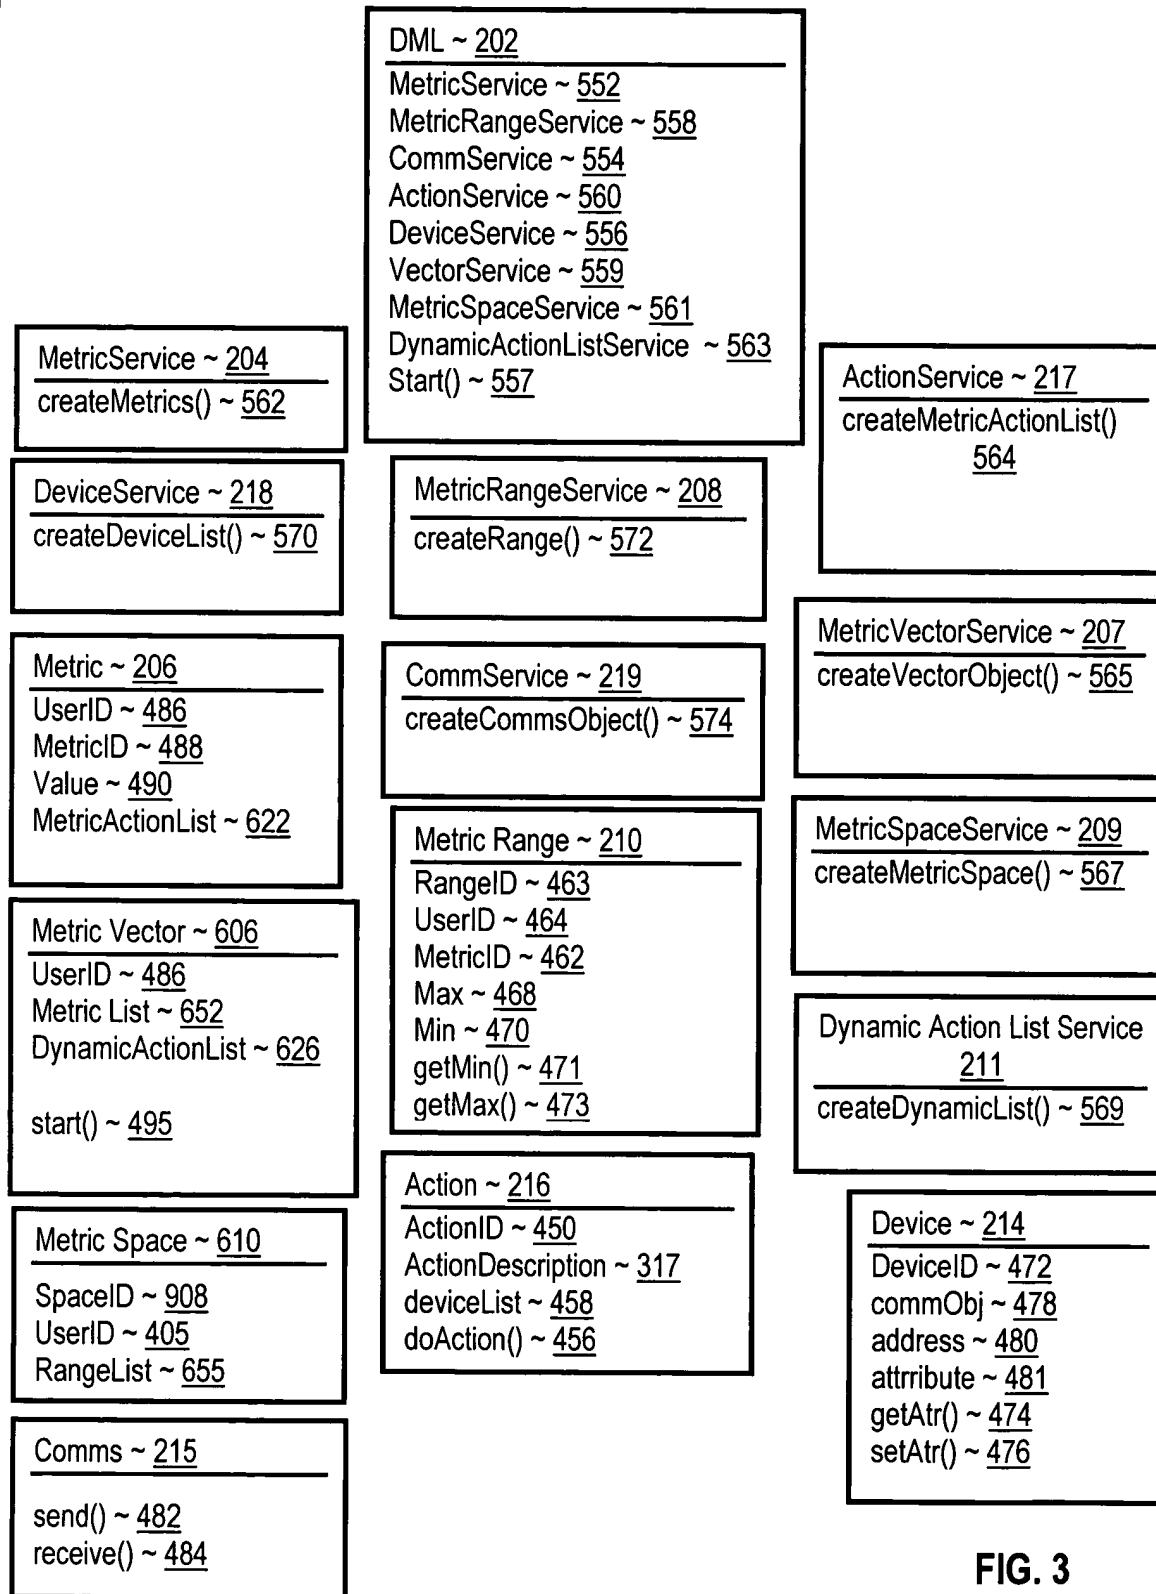 DML ~ 202
MetricService ~ 552
MetricRangeService ~ 558
CommService ~ 554
ActionService ~ 560
DeviceService ~ 556
VectorService ~ 559
MetricSpaceService ~ 561
DynamicActionListService ~ 563
Start() ~ 557
MetricService ~ 204
createMetrics() ~ 562
ActionService ~ 217
createMetricActionList()
564
DeviceService ~ 218
createDeviceList() ~ 570
MetricRangeService ~ 208
createRange() ~ 572
MetricVectorService ~ 207
createVectorObject() ~ 565
Metric ~ 206
UserID ~ 486
MetricID ~ 488
Value ~ 490
MetricActionList ~ 622
CommService ~ 219
createCommsObject() ~ 574
MetricSpaceService ~ 209
createMetricSpace() ~ 567
Metric Range ~ 210
RangeID ~ 463
UserID ~ 464
MetricID ~ 462
Max ~ 468
Min ~ 470
getMin() ~ 471
getMax() ~ 473
Metric Vector ~ 606
UserID ~ 486
Metric List ~ 652
DynamicActionList ~ 626
start() ~ 495
Dynamic Action List Service
211
createDynamicList() ~ 569
Action ~ 216
ActionID ~ 450
ActionDescription ~ 317
deviceList ~ 458
doAction() ~ 456
Device ~ 214
DeviceID ~ 472
commObj ~ 478
address ~ 480
attrribute ~ 481
getAtr() ~ 474
setAtr() ~ 476
Metric Space ~ 610
SpaceID ~ 908
UserID ~ 405
RangeList ~ 655
Comms ~ 215
send() ~ 482
receive() ~ 484
FIG. 3